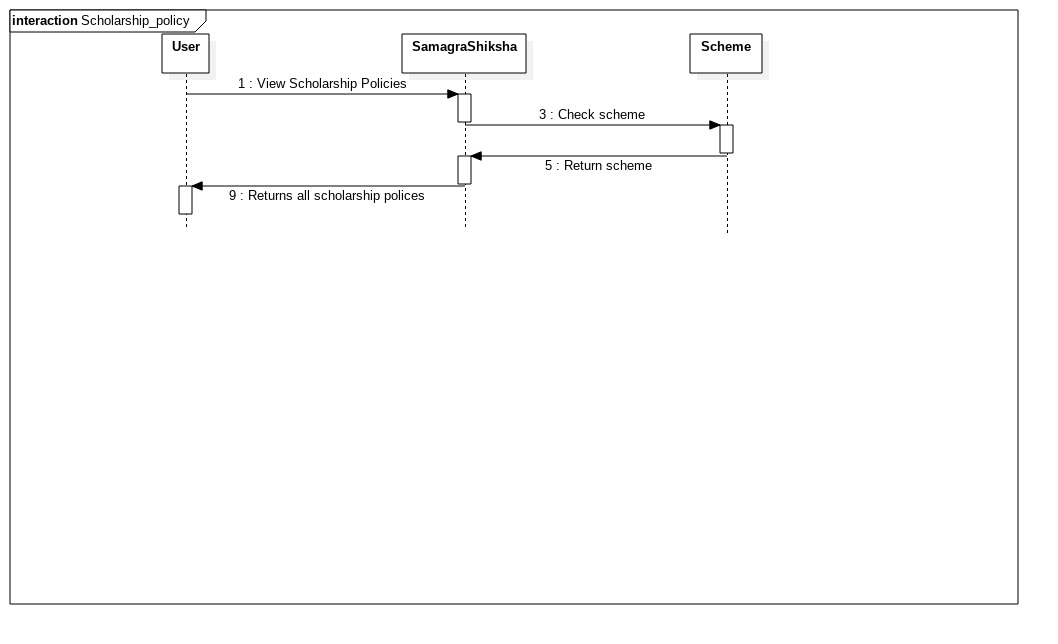 interaction Scholarship_policy
User
SamagraShiksha
Scheme
1 : View Scholarship Policies
3 : Check scheme
5 : Return scheme
9 : Returns all scholarship polices